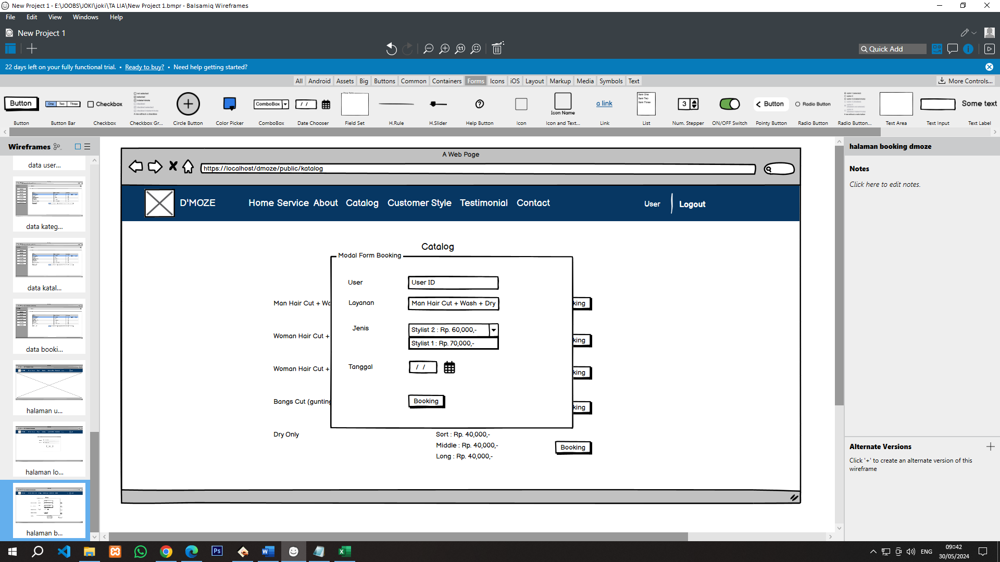 New Project 1 - E:\JOOBS\JOKI\joki\TA LIA\New Project 1.bmpr - Balsamiq Wireframes
File Edit View Windows Help
New Project 1
Quick Add
22 days left on your fully functional trial. • Ready to buy? • Need help getting started?
All Android Assets Big Buttons Common Containers Forms Icons iOS Layout Markup Media Symbols Text
More Controls...
Button One Two Three Checkbox ComboBox / / Icon Name a link Item One Item Two Item Three 3 Button Radio Button Some text
Button Button Bar Checkbox Checkbox Gr... Circle Button Color Picker ComboBox Date Chooser Field Set H.Rule H.Slider Help Button Icon Icon and Text... Link List Num. Stepper ON/OFF Switch Pointy Button Radio Button Radio Button... Text Area Text Input Text Label
Wireframes
data user...
data kateg...
data katal...
data booki...
halaman u...
halaman lo...
halaman b...
A Web Page
https://localhost/dmoze/public/katalog
D'MOZE
Home Service About Catalog Customer Style Testimonial Contact
User Logout
Catalog
Modal Form Booking
User
User ID
Man Hair Cut + Wa
Layanan
Man Hair Cut + Wash + Dry
king
Jenis
Stylist 2 : Rp. 60,000,-
Woman Hair Cut +
Stylist 1 : Rp. 70,000,-
king
Woman Hair Cut +
Tanggal
/ /
king
Bangs Cut (gunting
Booking
king
Dry Only
Sort : Rp. 40,000,-
Middle : Rp. 40,000,-
Long : Rp. 40,000,-
Booking
halaman booking dmoze
Notes
Click here to edit notes.
Alternate Versions
Click '+' to create an alternate version of this
wireframe
ENG
09:42
30/05/2024